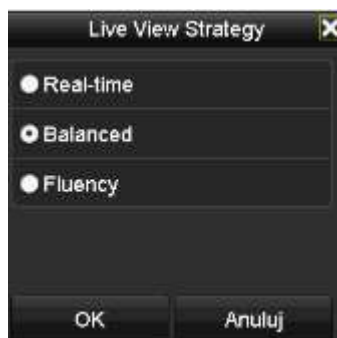 Live View Strategy
Real-time
Balanced
Fluency
OK Anuluj